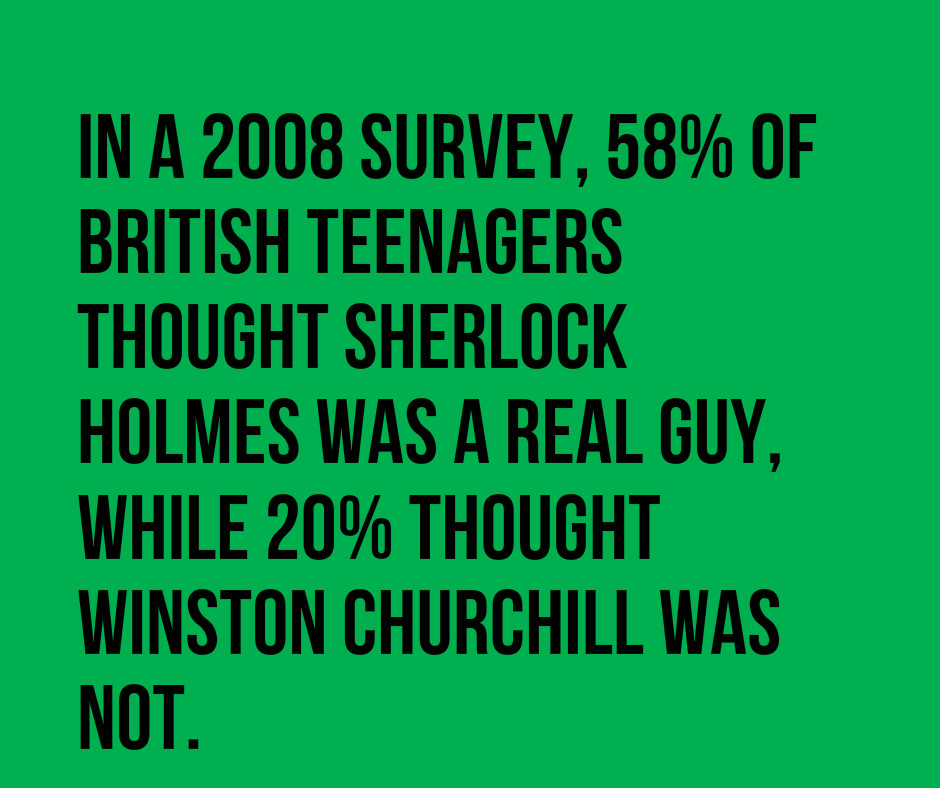 IN A 2008 SURVEY, 58% OF
BRITISH TEENAGERS
THOUGHT SHERLOCK
HOLMES WAS A REAL GUY,
WHILE 20% THOUGHT
WINSTON CHURCHILL WAS
NOT.